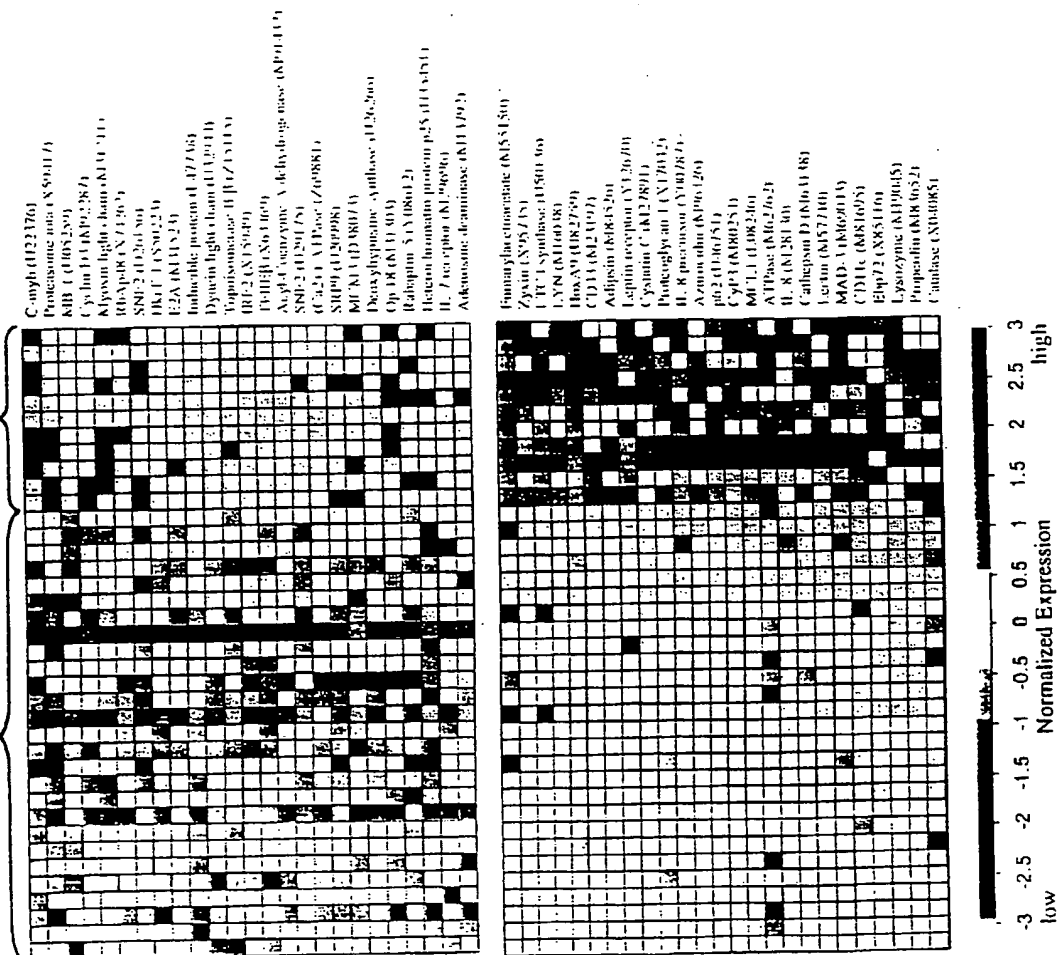 C-myb (U22376)
Proteasome iota (X59417)
MB-1 (U05259)
Cyclin D3 (M92287)
Myosin light chain
RbAp48 (X74262)
SNF2 (D26156)
HkrT-1 (S50223)
E2A (M31523)
Inducible protein (L47738)
Dynein light chain (U32944)
Topoisomerase II β (Z15115)
IRF2 (X15949)
TFIIEβ (X63469)
Acyl-Coenzyme A dehydrogenase
SNF2 (U29175)
(Ca2+)-ATPase (Z69881)
SRP9 (U20998)
MCM3 (D38073)
Deoxyhypusine synthase (U26266)
Op 18 (M31303)
Rabaptin-5 (Y08612)
Heterochromatin protein p25
IL-7 receptor (M29696)
Adenosine deaminase (M13792)
Fumarylacetoacetate (M55150)
Zyxin (X95735)
LTC4 synthase (U50136)
LYN (M16038)
HoxA9 (U82759)
CD33 (M23197)
Adipsin (M84526)
Leptin receptor (Y12670)
Cystatin C (M27891)
Proteoglycan 1 (X17042)
IL-8 precursor (Y00787)
Azurocidin (M96326)
p62 (U46751)
CyP3 (M80254)
MCL1 (L08246)
ATPase (M62762)
IL-8 (M28130)
Cathepsin D (M63138)
Lectin (M57710)
MAD-3 (M69043)
CD11c (M81695)
Ebp72 (X85116)
Lysozyme (M19045)
Properdin (M83652)
Catalase (X04085)
-3 -2.5 -2 -1.5 -1 -0.5 0 0.5 1 1.5 2 2.5 3
low
high
Normalized Expression